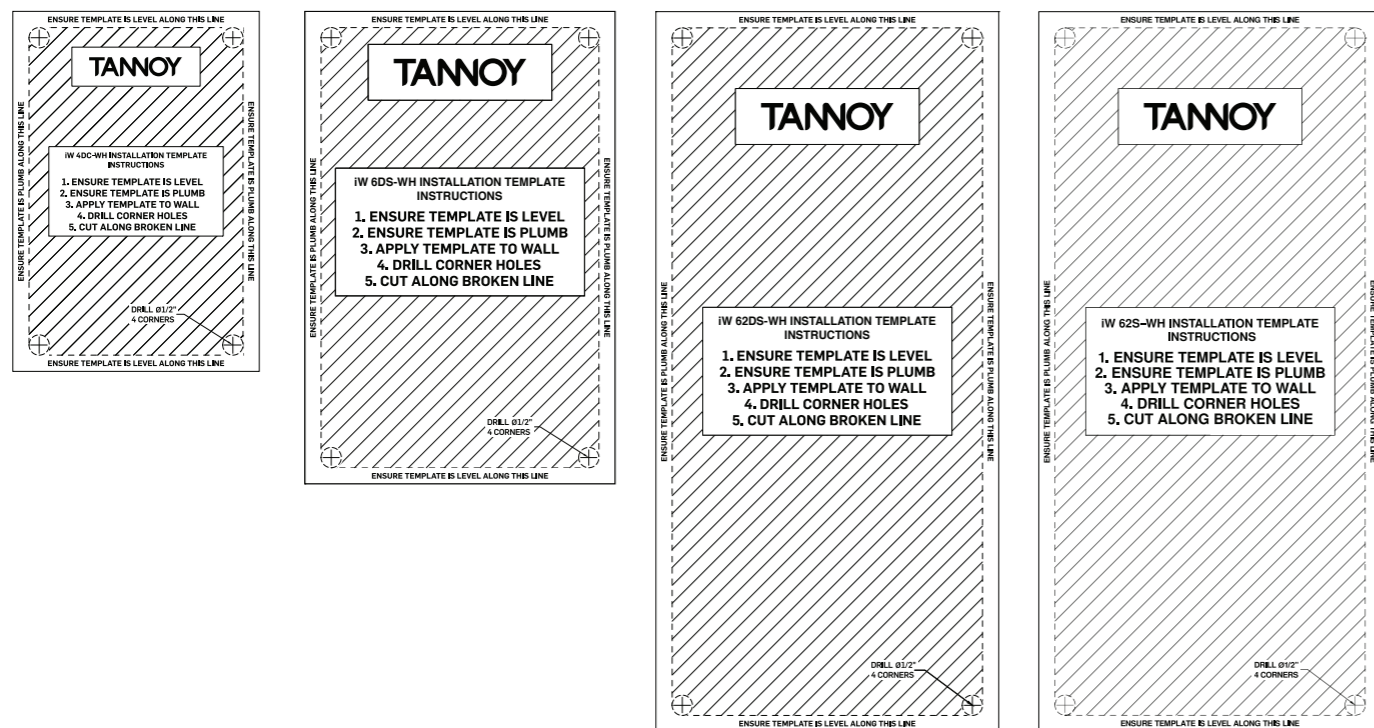 ENSURE TEMPLATE IS LEVEL ALONG THIS LINE
TANNOY
ENSURE TEMPLATE IS PLUMB ALONG THIS LINE
ENSURE TEMPLATE IS PLUMB ALONG THIS LINE
iW 4DC-WH INSTALLATION TEMPLATE
INSTRUCTIONS
1. ENSURE TEMPLATE IS LEVEL
2. ENSURE TEMPLATE IS PLUMB
3. APPLY TEMPLATE TO WALL
4. DRILL CORNER HOLES
5. CUT ALONG BROKEN LINE
DRILL Ø1/2"
4 CORNERS
ENSURE TEMPLATE IS LEVEL ALONG THIS LINE
ENSURE TEMPLATE IS LEVEL ALONG THIS LINE
TANNOY
ENSURE TEMPLATE IS PLUMB ALONG THIS LINE
ENSURE TEMPLATE IS PLUMB ALONG THIS LINE
iW 6DS-WH INSTALLATION TEMPLATE
INSTRUCTIONS
1. ENSURE TEMPLATE IS LEVEL
2. ENSURE TEMPLATE IS PLUMB
3. APPLY TEMPLATE TO WALL
4. DRILL CORNER HOLES
5. CUT ALONG BROKEN LINE
DRILL Ø1/2"
4 CORNERS
ENSURE TEMPLATE IS LEVEL ALONG THIS LINE
ENSURE TEMPLATE IS LEVEL ALONG THIS LINE
TANNOY
ENSURE TEMPLATE IS PLUMB ALONG THIS LINE
ENSURE TEMPLATE IS PLUMB ALONG THIS LINE
iW 62DS-WH INSTALLATION TEMPLATE
INSTRUCTIONS
1. ENSURE TEMPLATE IS LEVEL
2. ENSURE TEMPLATE IS PLUMB
3. APPLY TEMPLATE TO WALL
4. DRILL CORNER HOLES
5. CUT ALONG BROKEN LINE
DRILL Ø1/2"
4 CORNERS
ENSURE TEMPLATE IS LEVEL ALONG THIS LINE
ENSURE TEMPLATE IS LEVEL ALONG THIS LINE
TANNOY
ENSURE TEMPLATE IS PLUMB ALONG THIS LINE
ENSURE TEMPLATE IS PLUMB ALONG THIS LINE
iW 62S-WH INSTALLATION TEMPLATE
INSTRUCTIONS
1. ENSURE TEMPLATE IS LEVEL
2. ENSURE TEMPLATE IS PLUMB
3. APPLY TEMPLATE TO WALL
4. DRILL CORNER HOLES
5. CUT ALONG BROKEN LINE
DRILL Ø1/2"
4 CORNERS
ENSURE TEMPLATE IS LEVEL ALONG THIS LINE